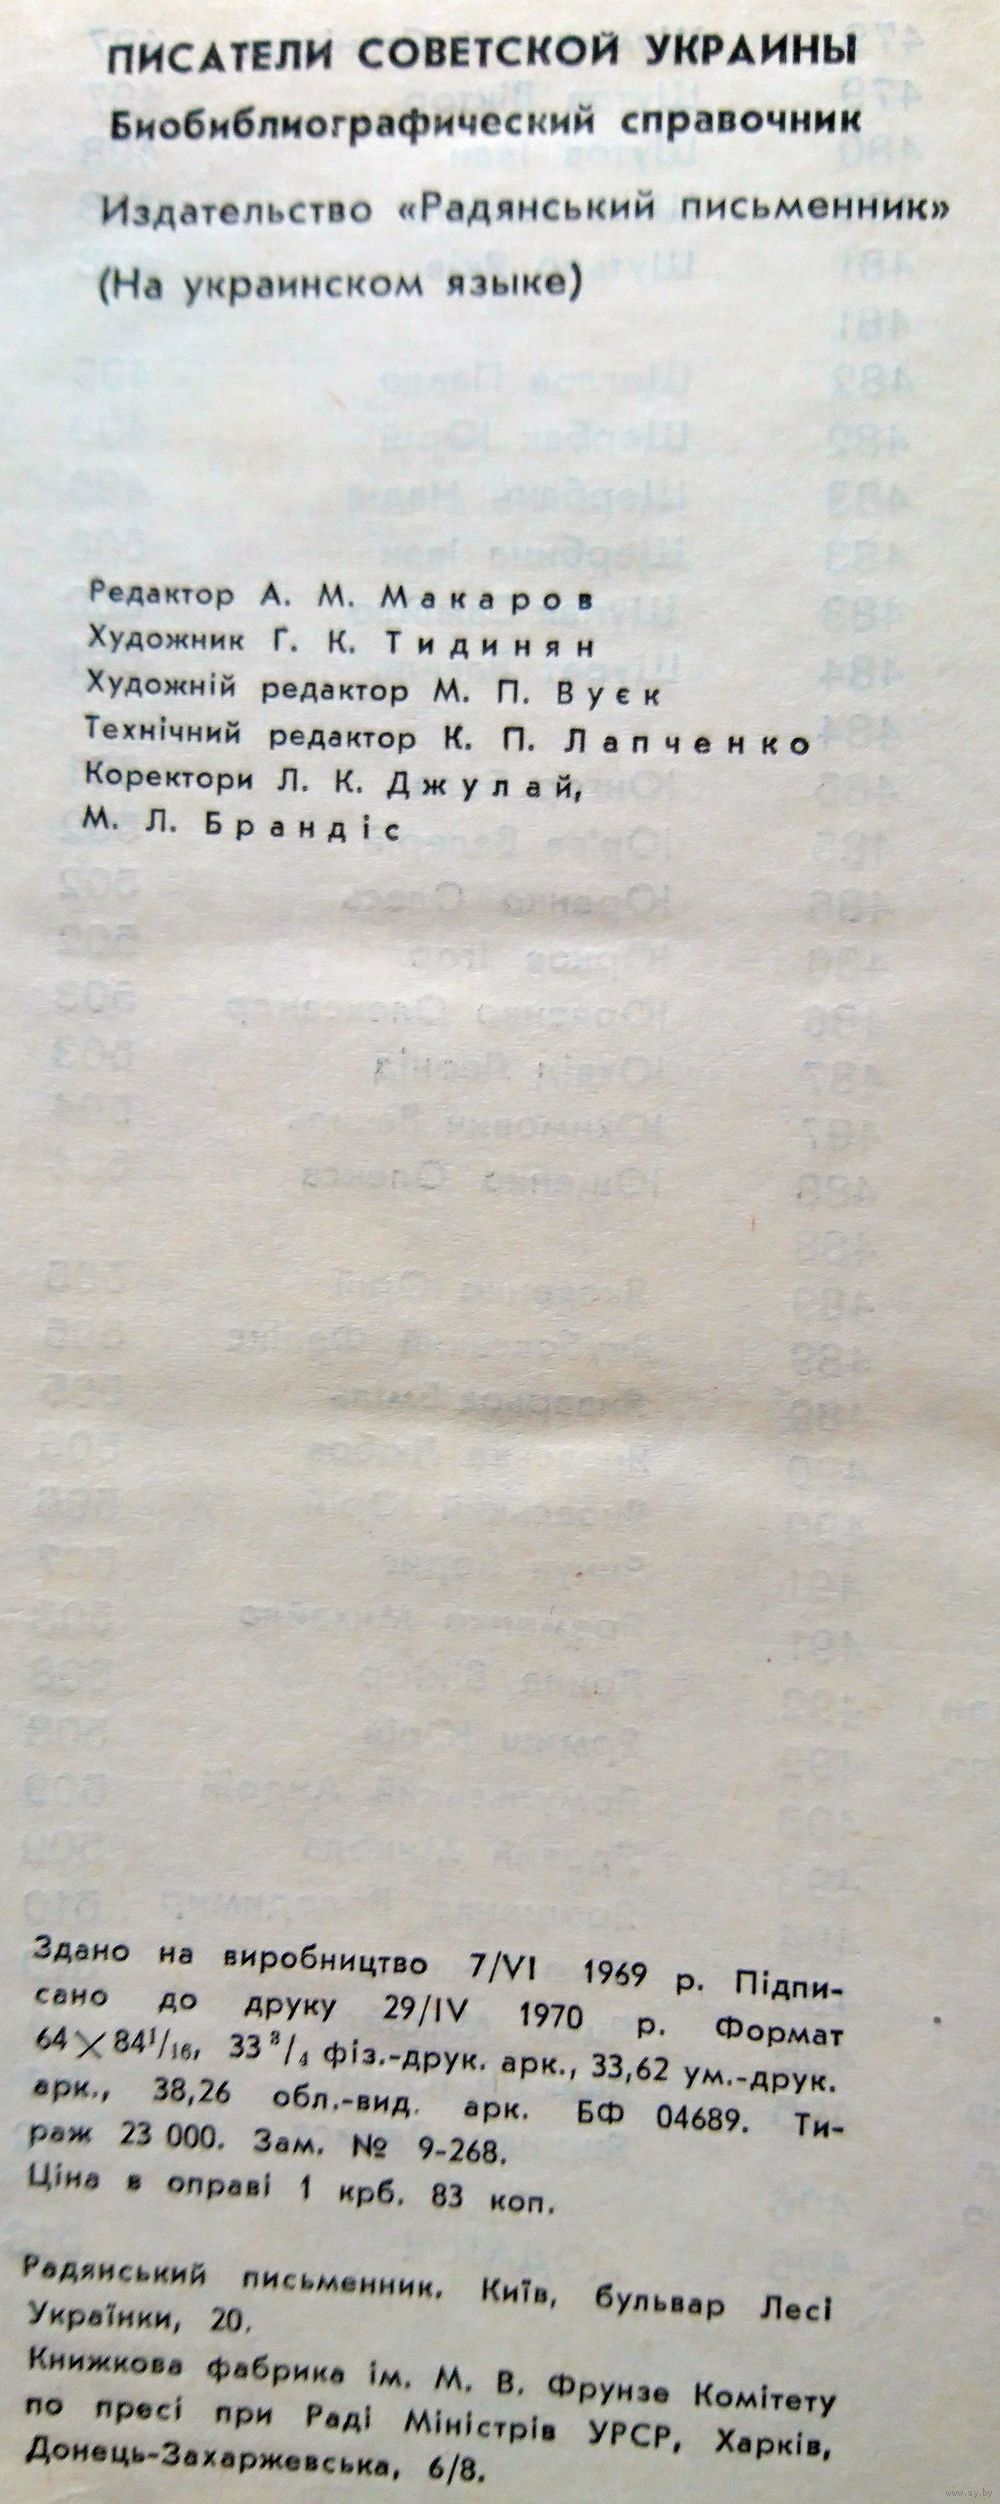 ПИСАТЕЛИ СОВЕТСКОЙ УКРАИНЫ
Биобиблиографический справочник
Издательство «Радянський письменник»
(На украинском языке)
Редактор А. М. Макаров
Художник Г. К. Тидинян
Художній редактор М. П. Вуєк
Технічний редактор К. П. Лапченко
Коректори Л. К. Джулай,
М. Л. Брандіс
Здано на виробництво 7/VI 1969 р. Підпи-
сано до друку 29/IV 1970 р. Формат
64×84¹/₁₆, 33³/₄ фіз.-друк. арк., 33,62 ум.-друк.
арк., 38,26 обл.-вид. арк. БФ 04689. Ти-
раж 23 000. Зам. № 9-268.
Ціна в оправі 1 крб. 83 коп.
Радянський письменник. Київ, бульвар Лесі
Українки, 20.
Книжкова фабрика ім. М. В. Фрунзе Комітету
по пресі при Раді Міністрів УРСР, Харків,
Донець-Захаржевська, 6/8.
www.ay.by